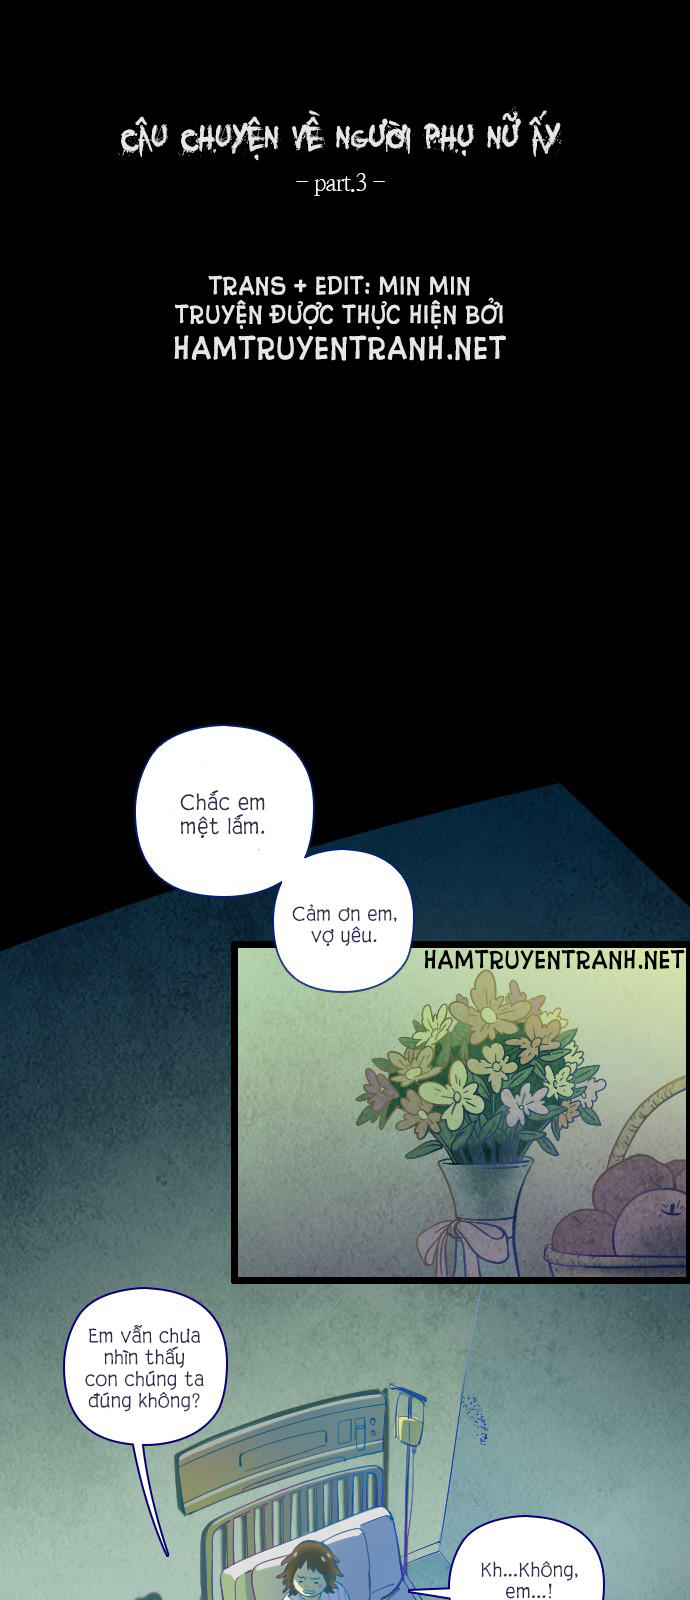 CÂU CHUYỆN VỀ NGƯỜI PHỤ NỮ ẤY
- part.3 -
TRANS + EDIT: MIN MIN
TRUYỆN ĐƯỢC THỰC HIỆN BỞI
HAMTRUYENTRANH.NET
Chắc em
mệt lắm.
Cảm ơn em,
vợ yêu.
HAMTRUYENTRANH.NET
Em vẫn chưa
nhìn thấy
con chúng ta
đúng không?
Kh...Không,
em...!